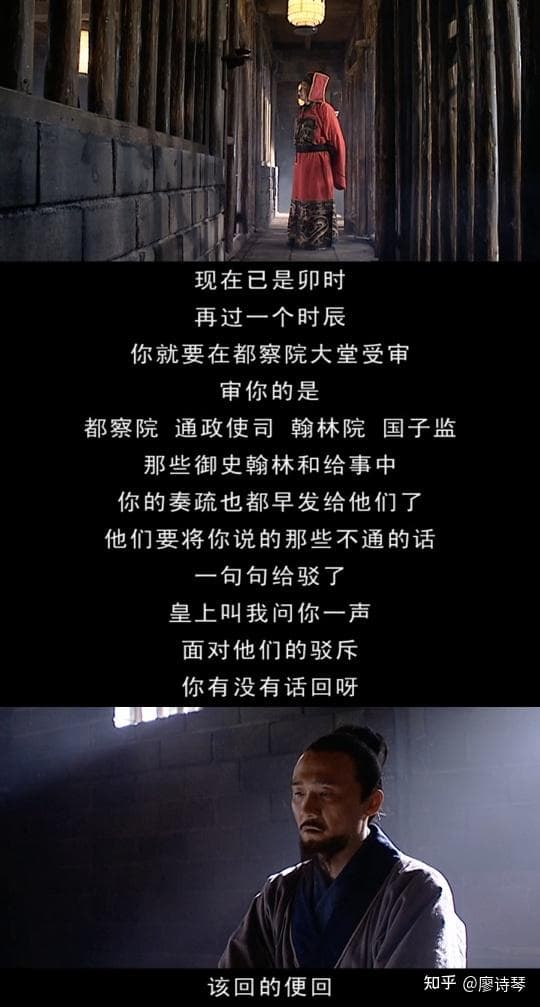 现在已是卯时
再过一个时辰
你就要在都察院大堂受审
审你的是
都察院 通政使司 翰林院 国子监
那些御史翰林和给事中
你的奏疏也都早发给他们了
他们要将你说的那些不通的话
一句句给驳了
皇上叫我问你一声
面对他们的驳斥
你有没有话回呀
该回的便回
知乎 @廖诗琴